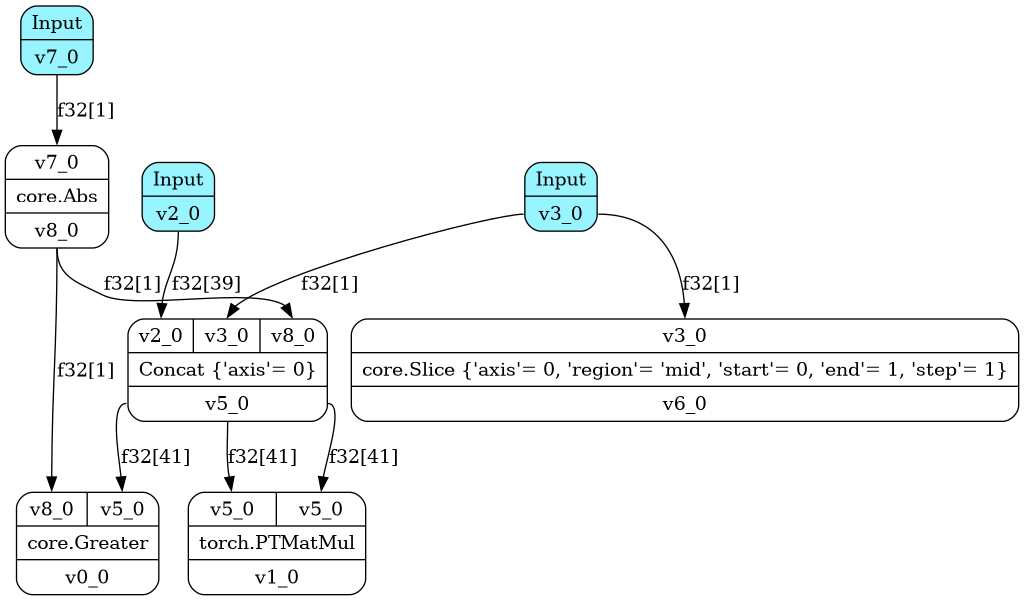 Input
v7_0
f32[1]
v7_0
core.Abs
v8_0
Input
v2_0
Input
v3_0
f32[1]
f32[39]
f32[1]
f32[1]
v2_0 v3_0 v8_0
Concat {'axis'= 0}
v5_0
v3_0
core.Slice {'axis'= 0, 'region'= 'mid', 'start'= 0, 'end'= 1, 'step'= 1}
v6_0
f32[1]
f32[41]
f32[41]
f32[41]
v8_0 v5_0
core.Greater
v0_0
v5_0 v5_0
torch.PTMatMul
v1_0